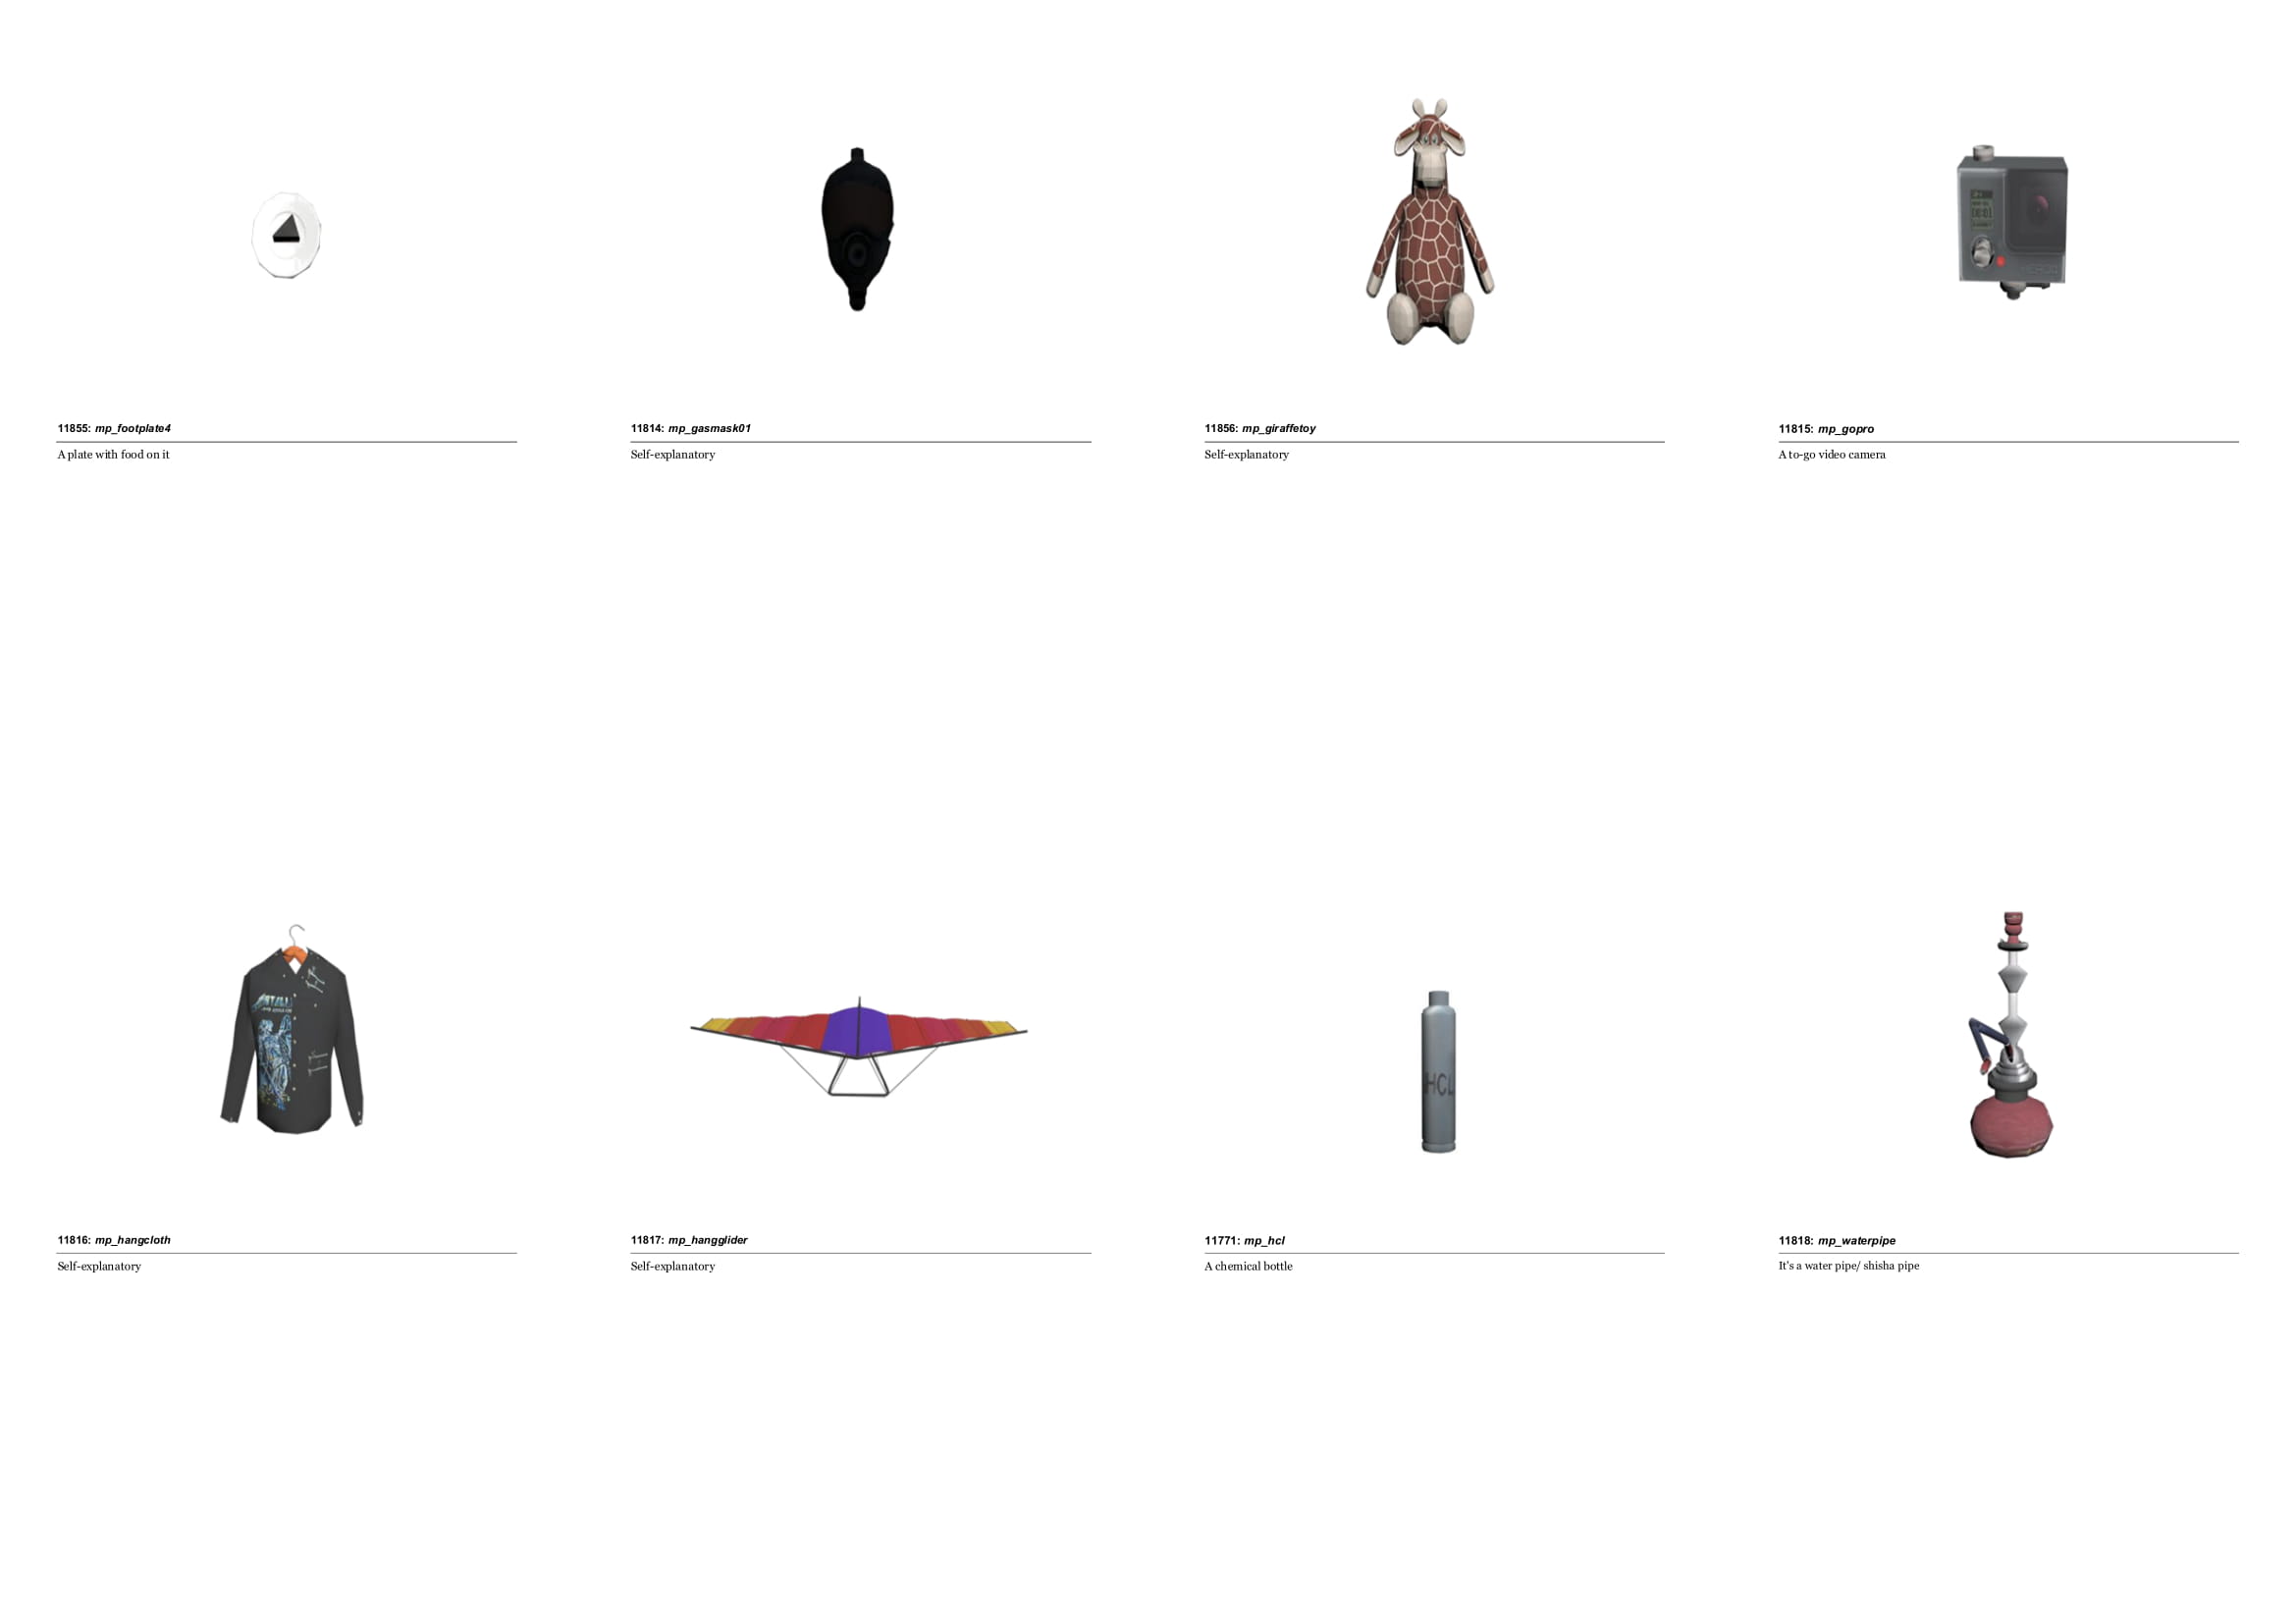 00:01
11855: mp_footplate4
A plate with food on it
11814: mp_gasmask01
Self-explanatory
11856: mp_giraffetoy
Self-explanatory
11815: mp_gopro
A to-go video camera
HCL
11816: mp_hangcloth
Self-explanatory
11817: mp_hangglider
Self-explanatory
11771: mp_hcl
A chemical bottle
11818: mp_waterpipe
It's a water pipe/ shisha pipe